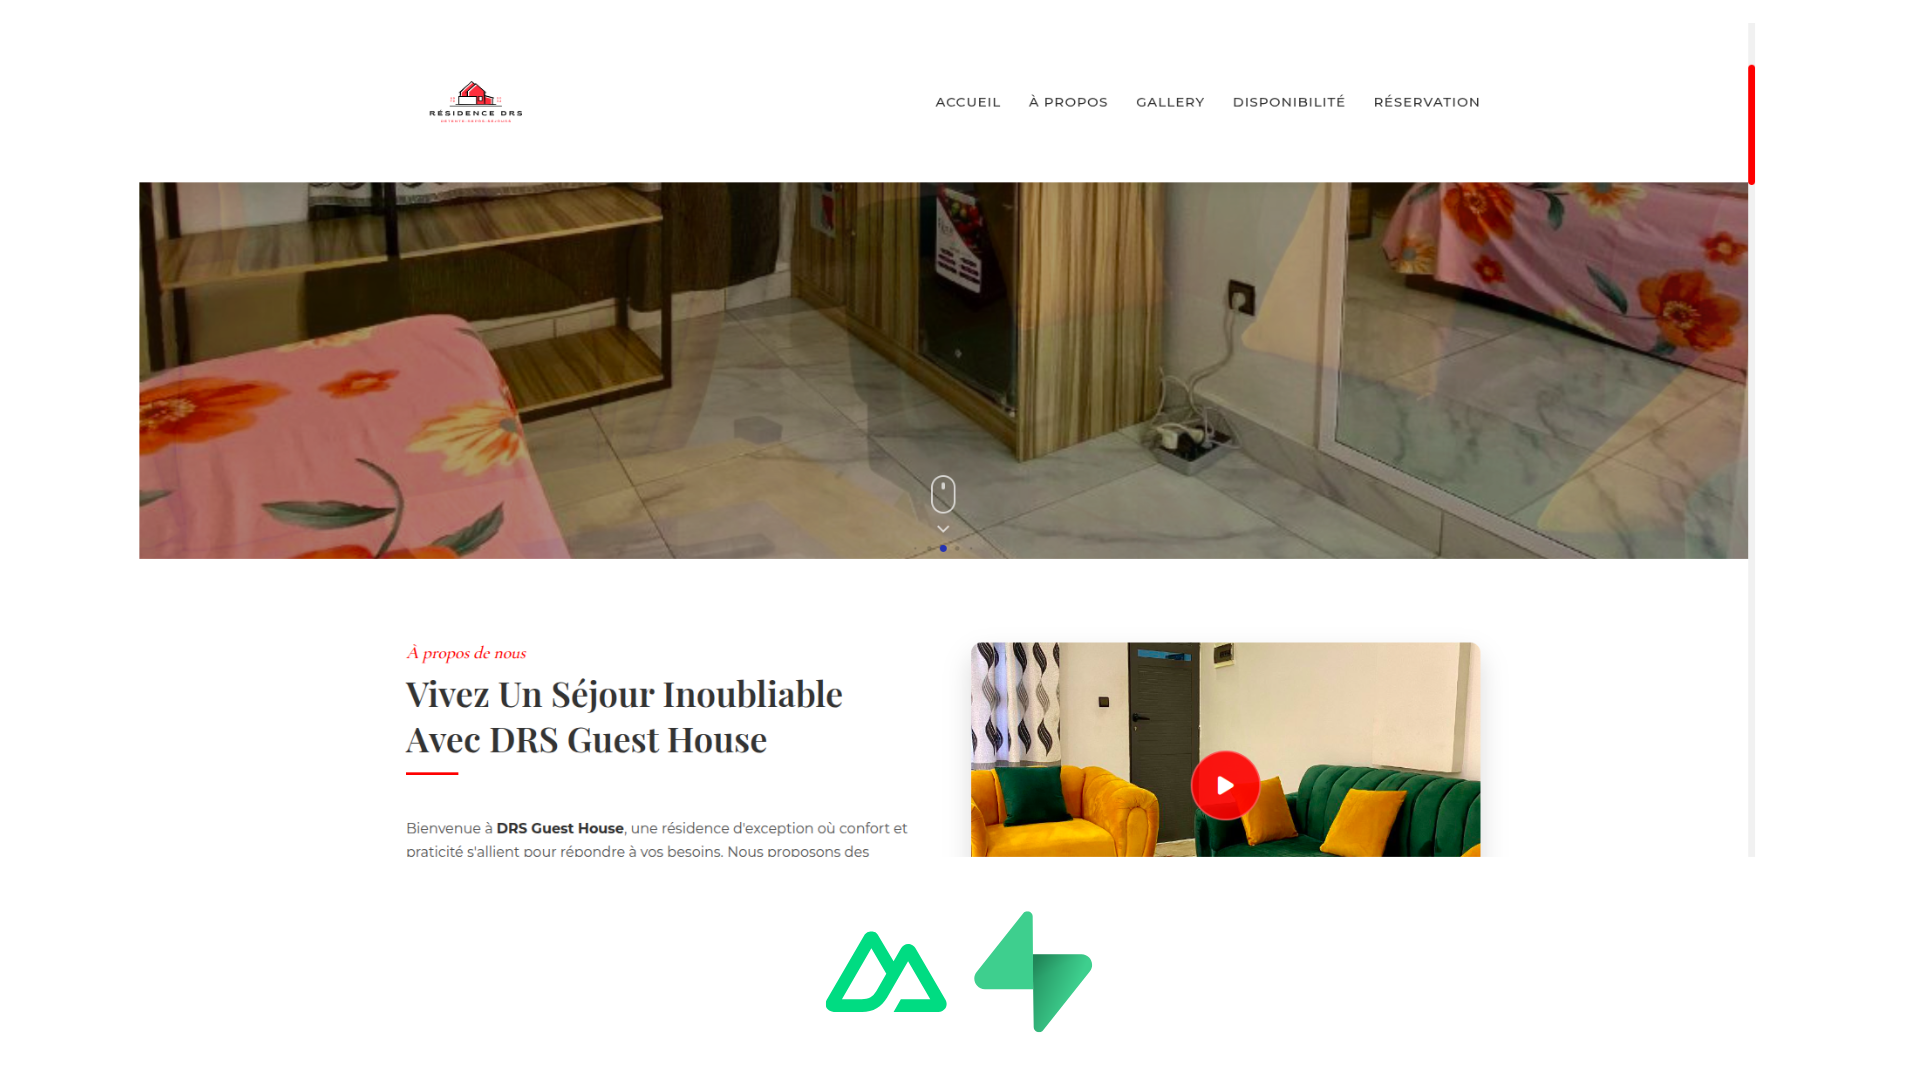 RÉSIDENCE DRS
ACCUEIL
À PROPOS
GALLERY
DISPONIBILITÉ
RÉSERVATION
À propos de nous
Vivez Un Séjour Inoubliable
Avec DRS Guest House
Bienvenue à DRS Guest House, une résidence d'exception où confort et
praticité s'allient pour répondre à vos besoins. Nous proposons des